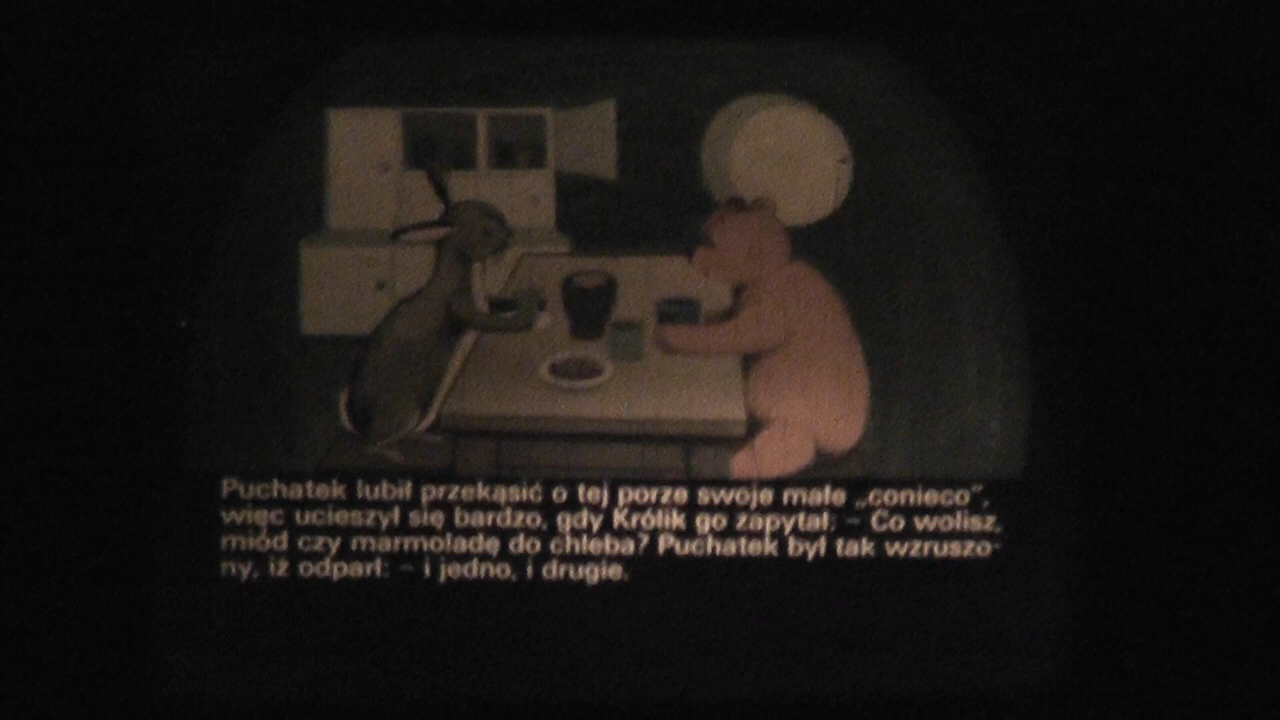 Puchatek lubił przekąsić o tej porze swoje małe „conieco”,
więc ucieszył się bardzo, gdy Królik go zapytał: – Co wolisz,
miód czy marmoladę do chleba? Puchatek był tak wzruszo-
ny, iż odparł: – i jedno, i drugie.